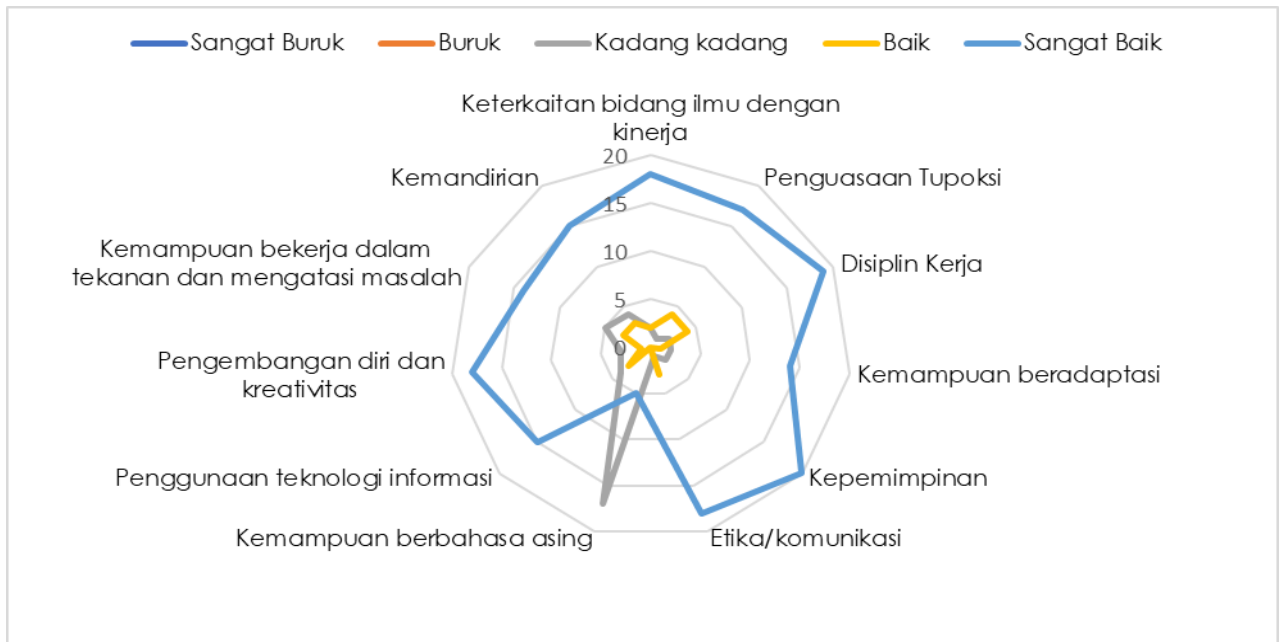 Sangat Buruk Buruk Kadang kadang Baik Sangat Baik
Keterkaitan bidang ilmu dengan
kinerja
20
Kemandirian
Penguasaan Tupoksi
15
Kemampuan bekerja dalam
tekanan dan mengatasi masalah
10
Disiplin Kerja
5
0
Pengembangan diri dan
kreativitas
Kemampuan beradaptasi
Penggunaan teknologi informasi
Kepemimpinan
Kemampuan berbahasa asing
Etika/komunikasi